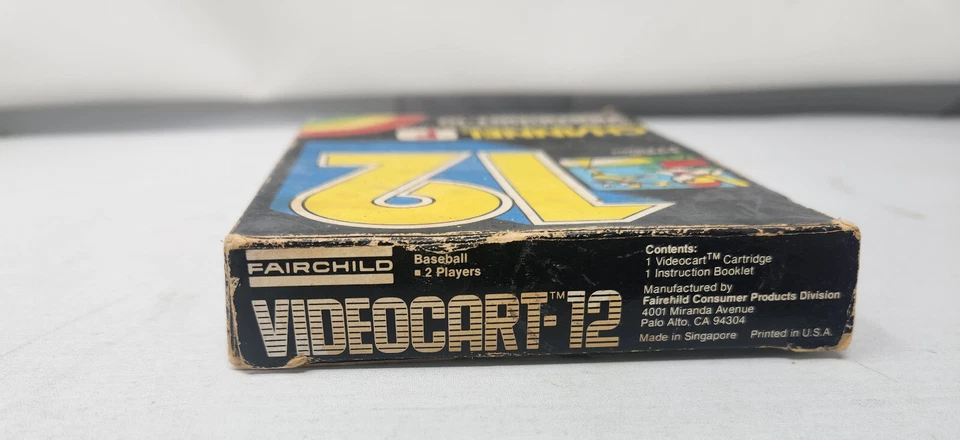 CHANNEL
12
FAIRCHILD
Baseball
▪ 2 Players
VIDEOCART™-12
Contents:
1 Videocart™ Cartridge
1 Instruction Booklet
Manufactured by
Fairchild Consumer Products Division
4001 Miranda Avenue
Palo Alto, CA 94304
Made in Singapore Printed in U.S.A.